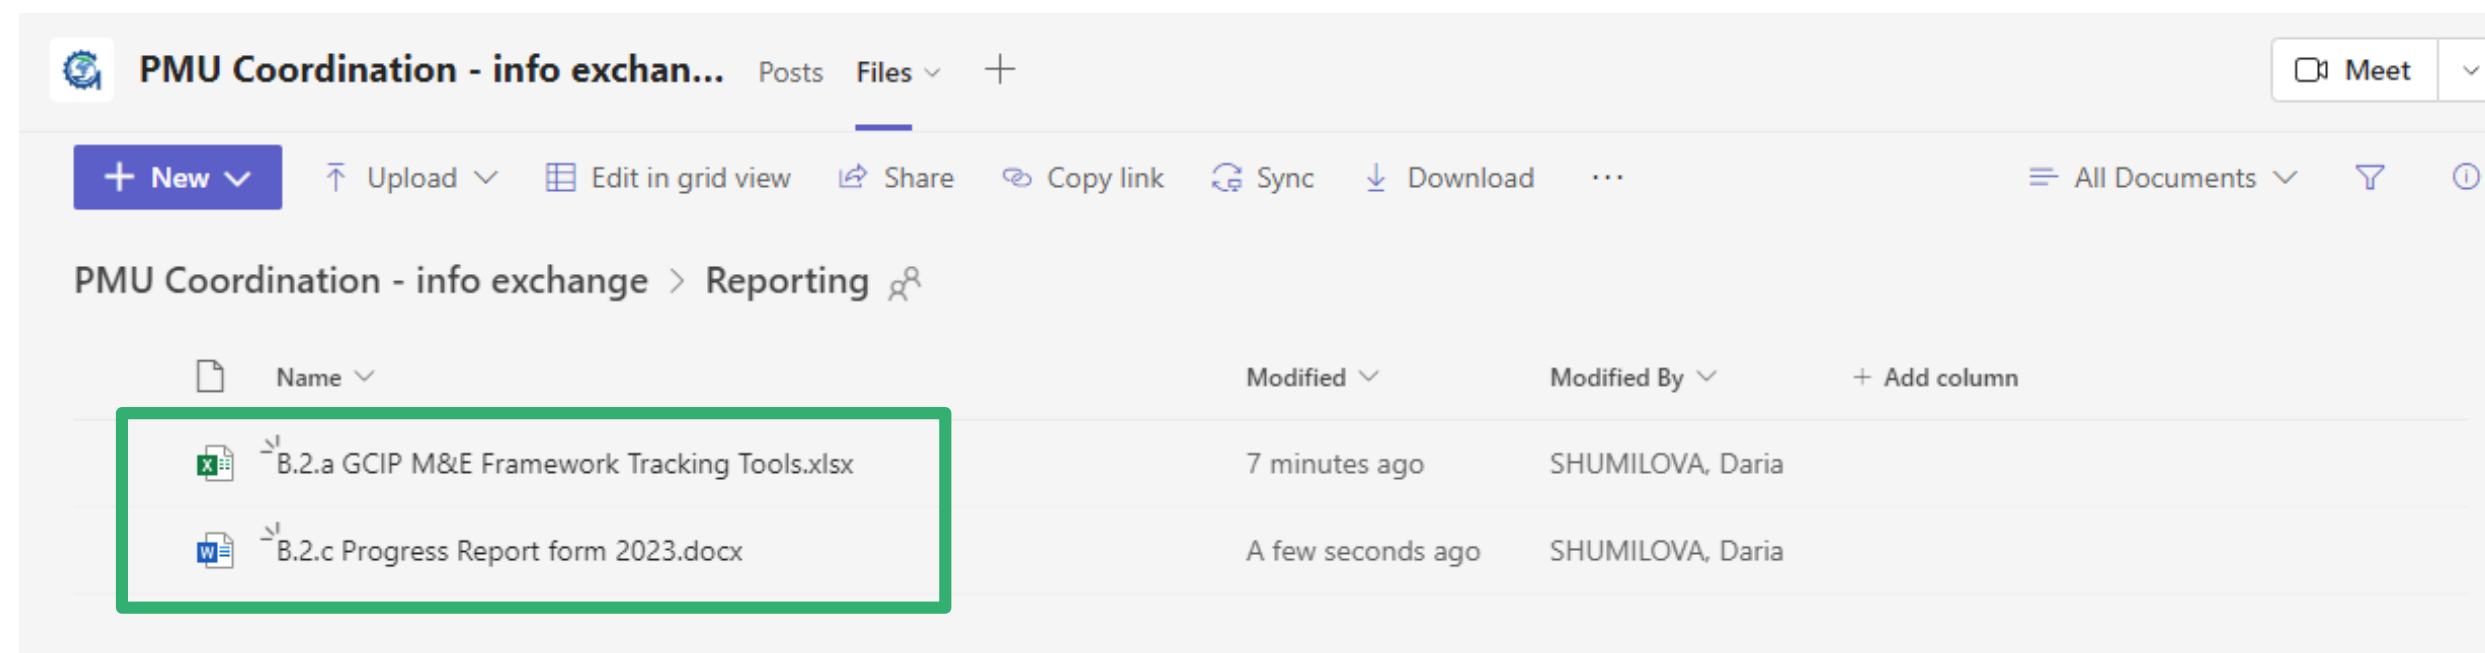 PMU Coordination - info exchan... Posts Files
Meet
New Upload Edit in grid view Share Copy link Sync Download ... All Documents
PMU Coordination - info exchange > Reporting
Name Modified Modified By + Add column
B.2.a GCIP M&E Framework Tracking Tools.xlsx 7 minutes ago SHUMILOVA, Daria
B.2.c Progress Report form 2023.docx A few seconds ago SHUMILOVA, Daria